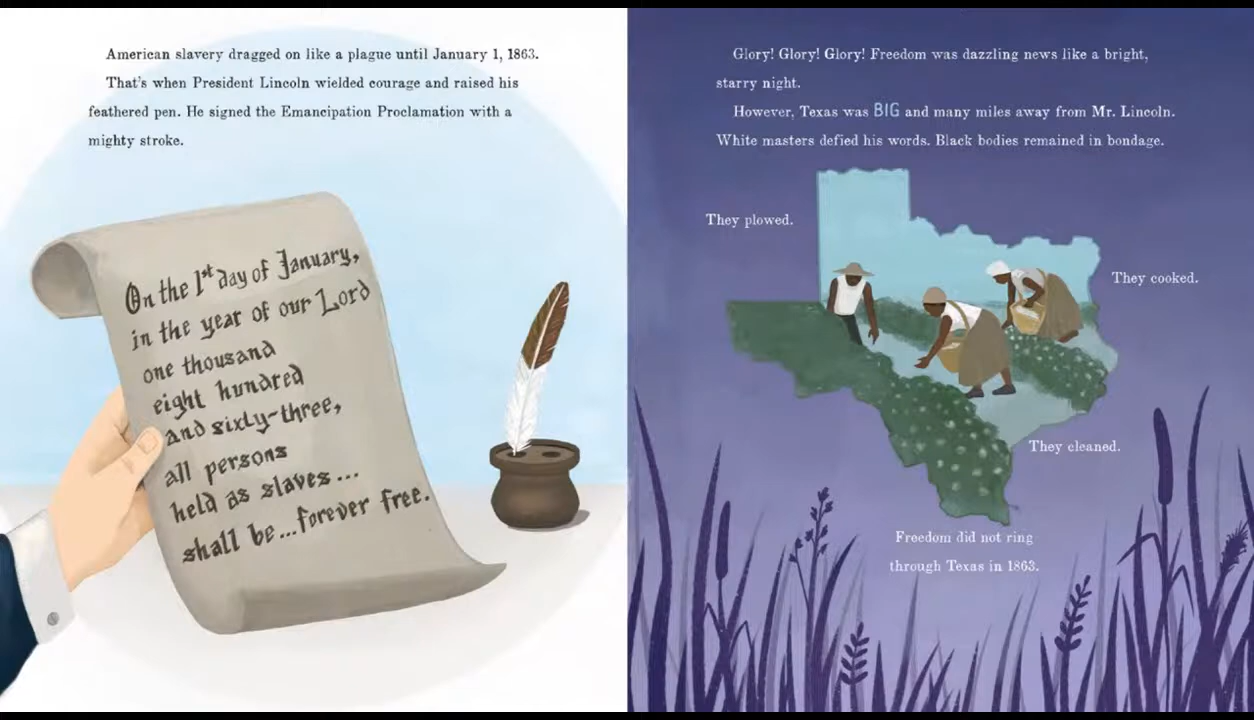 American slavery dragged on like a plague until January 1, 1863.
That's when President Lincoln wielded courage and raised his
feathered pen. He signed the Emancipation Proclamation with a
mighty stroke.
On the 1st day of January,
in the year of our Lord
one thousand
eight hundred
and sixty-three,
all persons
held as slaves...
shall be...forever free.
Glory! Glory! Glory! Freedom was dazzling news like a bright,
starry night.
However, Texas was BIG and many miles away from Mr. Lincoln.
White masters defied his words. Black bodies remained in bondage.
They plowed.
They cooked.
They cleaned.
Freedom did not ring
through Texas in 1863.